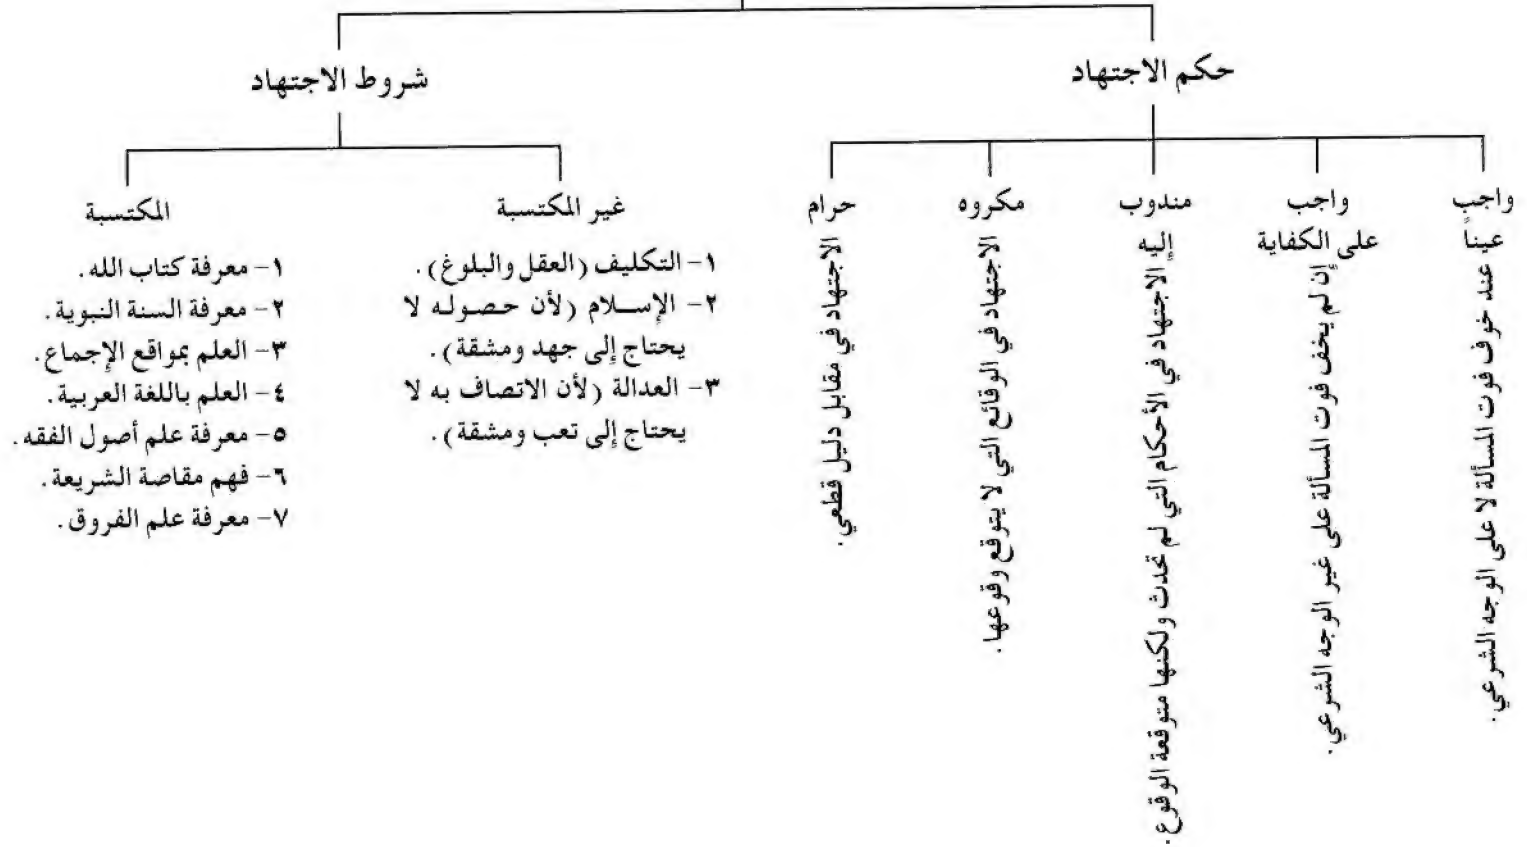 حكم الاجتهاد
واجب
عيناً
عند خوف فوت المسألة لا على الوجه الشرعي.
واجب
على الكفاية
إن لم يخف فوت المسألة على غير الوجه الشرعي.
مندوب
إليه
الاجتهاد في الأحكام التي لم تحدث ولكنها متوقعة الوقوع.
مكروه
الاجتهاد في الوقائع التي لا يتوقع وقوعها.
حرام
الاجتهاد في مقابل دليل قطعي.
شروط الاجتهاد
غير المكتسبة
١- التكليف (العقل والبلوغ).
٢- الإسلام (لأن حصوله لا
يحتاج إلى جهد ومشقة).
٣- العدالة (لأن الاتصاف به لا
يحتاج إلى تعب ومشقة).
المكتسبة
١- معرفة كتاب الله.
٢- معرفة السنة النبوية.
٣- العلم بمواقع الإجماع.
٤- العلم باللغة العربية.
٥- معرفة علم أصول الفقه.
٦- فهم مقاصة الشريعة.
٧- معرفة علم الفروق.